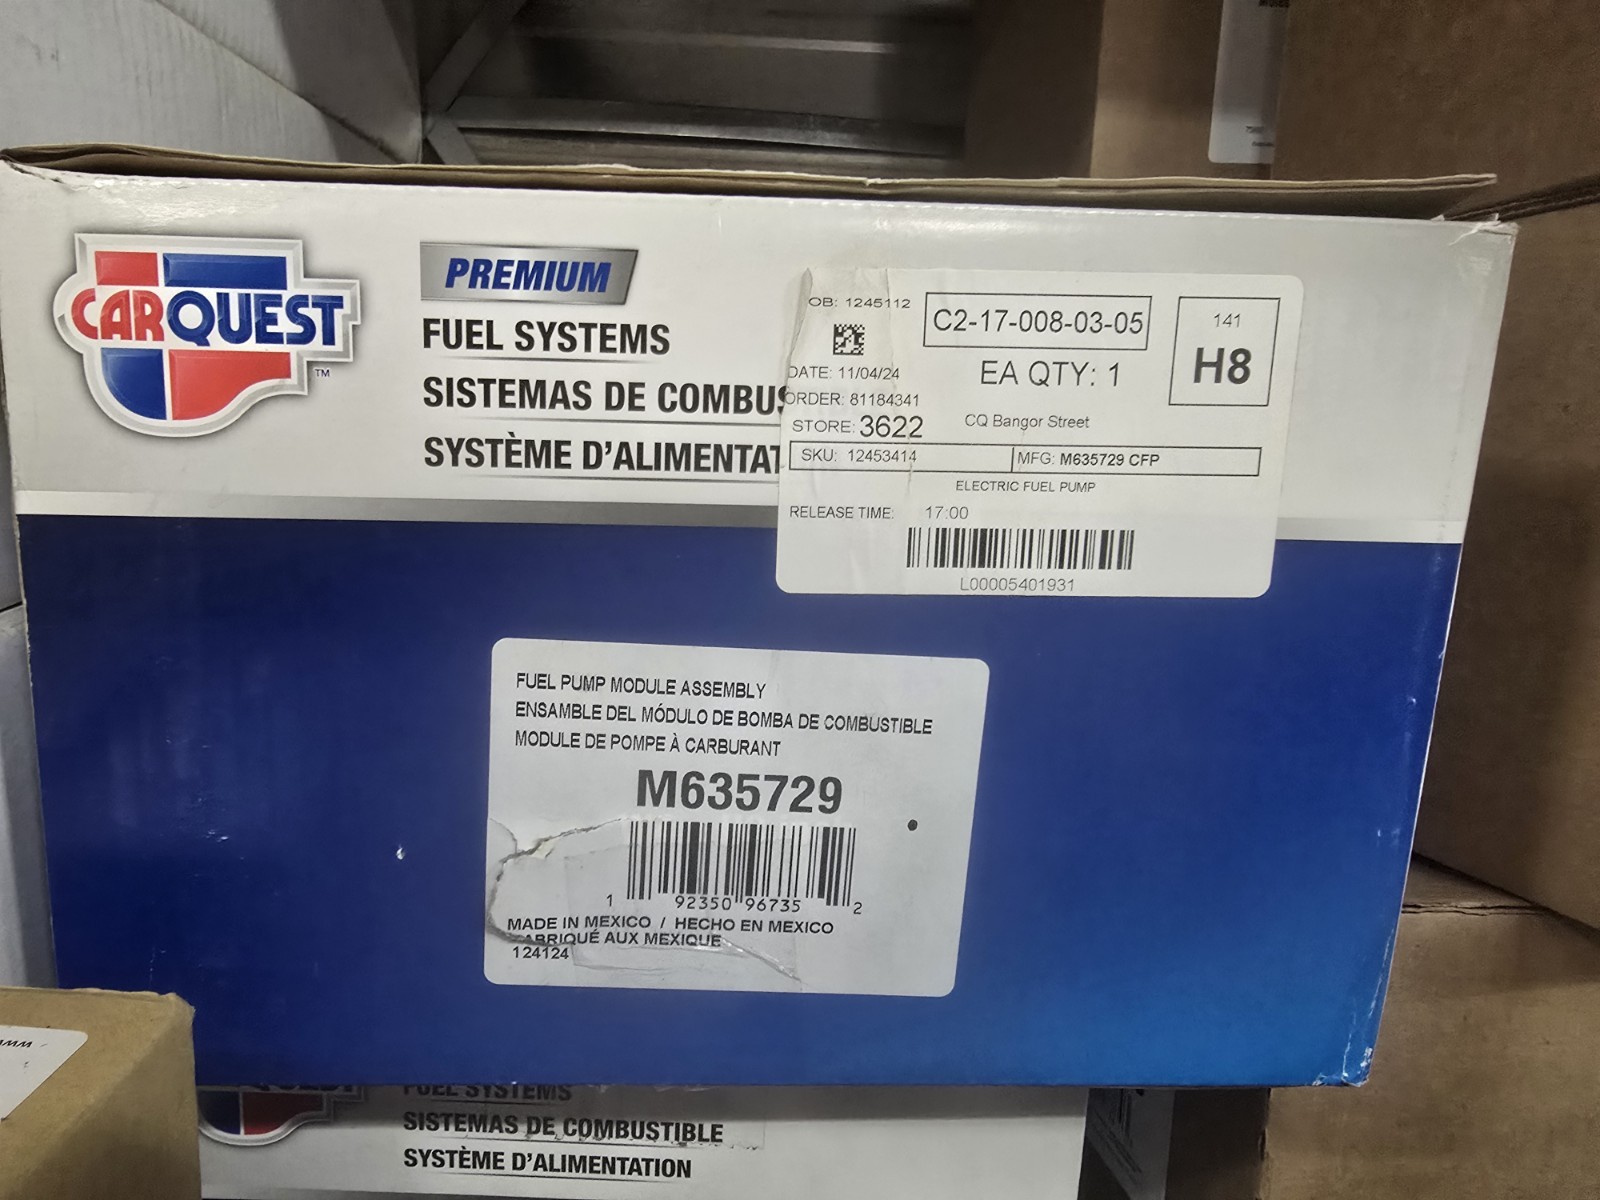 CARQUEST
TM
PREMIUM
FUEL SYSTEMS
SISTEMAS DE
SYSTÈME
OB: 1245112
C2-17-008-03-05
141
H8
DATE: 11/04/24
EA QTY: 1
ORDER: 81184341
STORE: 3622
CQ Bangor Street
SKU: 12453414
MFG: M635729 CFP
ELECTRIC FUEL PUMP
RELEASE TIME: 17:00
L00005401931
FUEL PUMP MODULE ASSEMBLY
ENSAMBLE DEL MÓDULO DE BOMBA DE COMBUSTIBLE
MODULE DE POMPE À CARBURANT
M635729
1 92350 96735 2
MADE IN MEXICO / HECHO EN MEXICO
FABRIQUÉ AUX MEXIQUE
124124
FUEL SYSTEMS
SISTEMAS DE COMBUSTIBLE
SYSTÈME D'ALIMENTATION